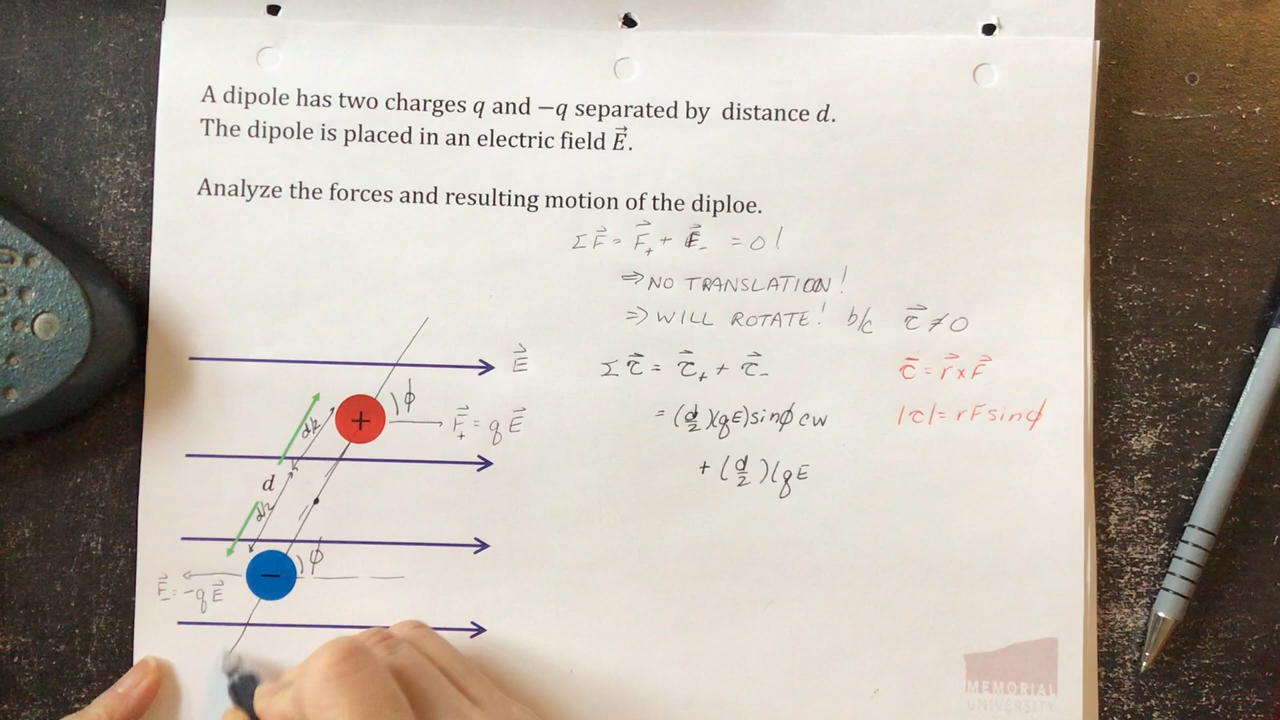 A dipole has two charges q and −q separated by distance d.
The dipole is placed in an electric field E⃗.
Analyze the forces and resulting motion of the diploe.
ΣF⃗ = F⃗₊ + F⃗₋ = 0!
⇒ NO TRANSLATION!
⇒ WILL ROTATE! b/c τ⃗ ≠ 0
Στ⃗ = τ⃗₊ + τ⃗₋
τ⃗ = r⃗ × F⃗
= (d/2)(qE) sinϕ cw
|τ| = rF sinϕ
+ (d/2)(qE
E⃗
ϕ
F⃗₊ = qE⃗
d/2
d
d/2
ϕ
F⃗₋ = -qE⃗
MEMORIAL
UNIVERSITY